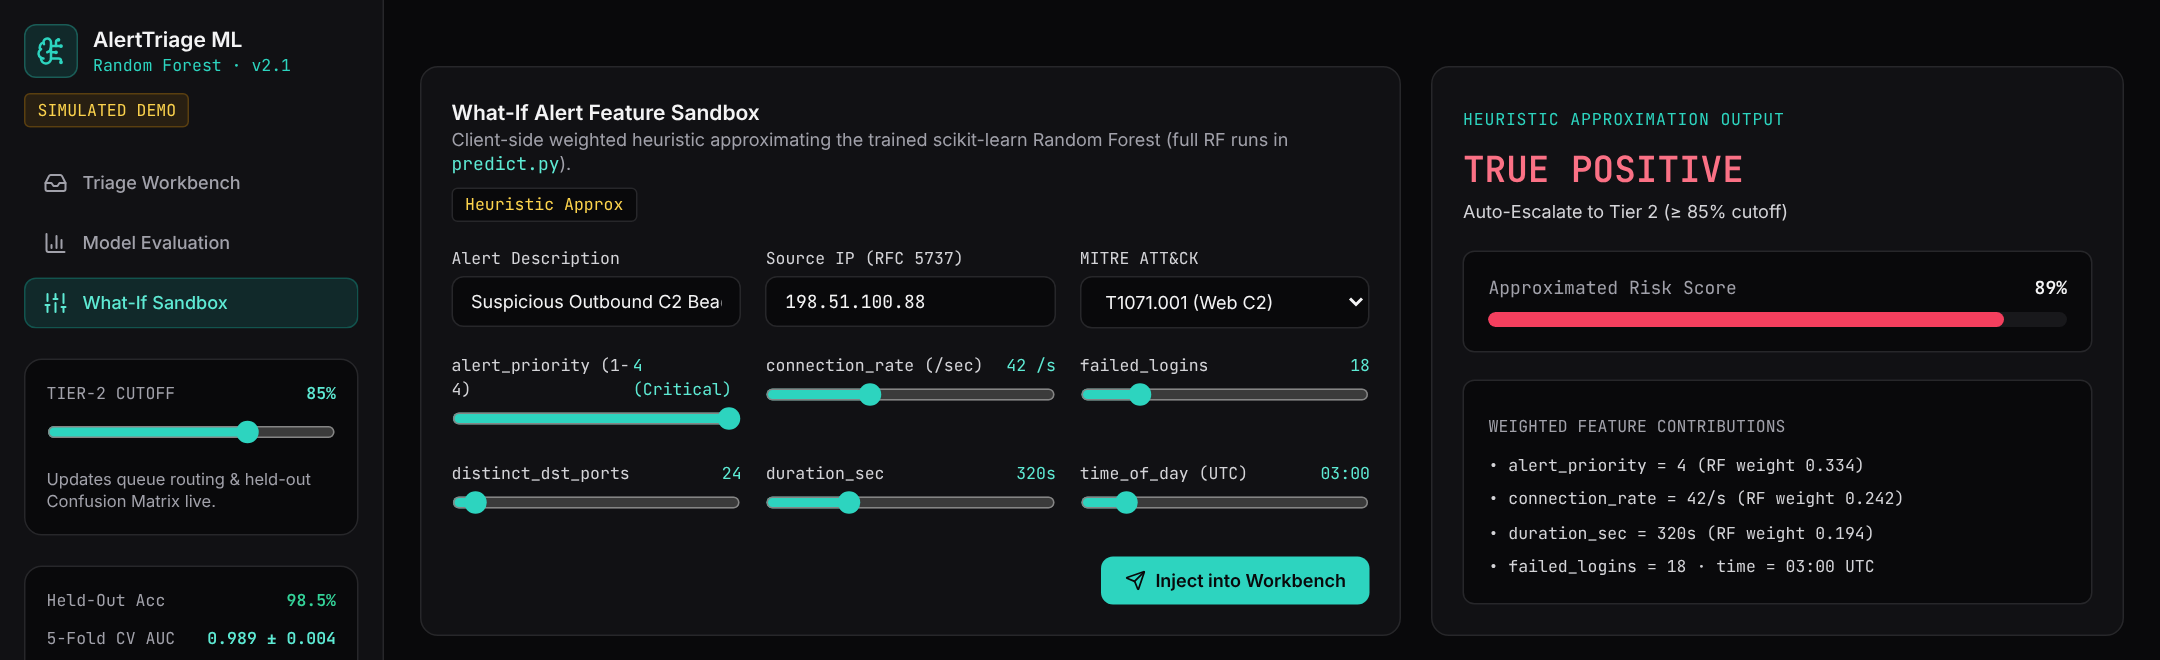 AlertTriage ML
Random Forest · v2.1
SIMULATED DEMO
Triage Workbench
Model Evaluation
What-If Sandbox
TIER-2 CUTOFF 85%
Updates queue routing & held-out
Confusion Matrix live.
Held-Out Acc 98.5%
5-Fold CV AUC 0.989 ± 0.004
What-If Alert Feature Sandbox
Client-side weighted heuristic approximating the trained scikit-learn Random Forest (full RF runs in
predict.py).
Heuristic Approx
Alert Description
Suspicious Outbound C2 Bea
Source IP (RFC 5737)
198.51.100.88
MITRE ATT&CK
T1071.001 (Web C2)
alert_priority (1-
4)
4
(Critical)
connection_rate (/sec) 42 /s
failed_logins 18
distinct_dst_ports 24
duration_sec 320s
time_of_day (UTC) 03:00
Inject into Workbench
HEURISTIC APPROXIMATION OUTPUT
TRUE POSITIVE
Auto-Escalate to Tier 2 (≥ 85% cutoff)
Approximated Risk Score 89%
WEIGHTED FEATURE CONTRIBUTIONS
• alert_priority = 4 (RF weight 0.334)
• connection_rate = 42/s (RF weight 0.242)
• duration_sec = 320s (RF weight 0.194)
• failed_logins = 18 · time = 03:00 UTC